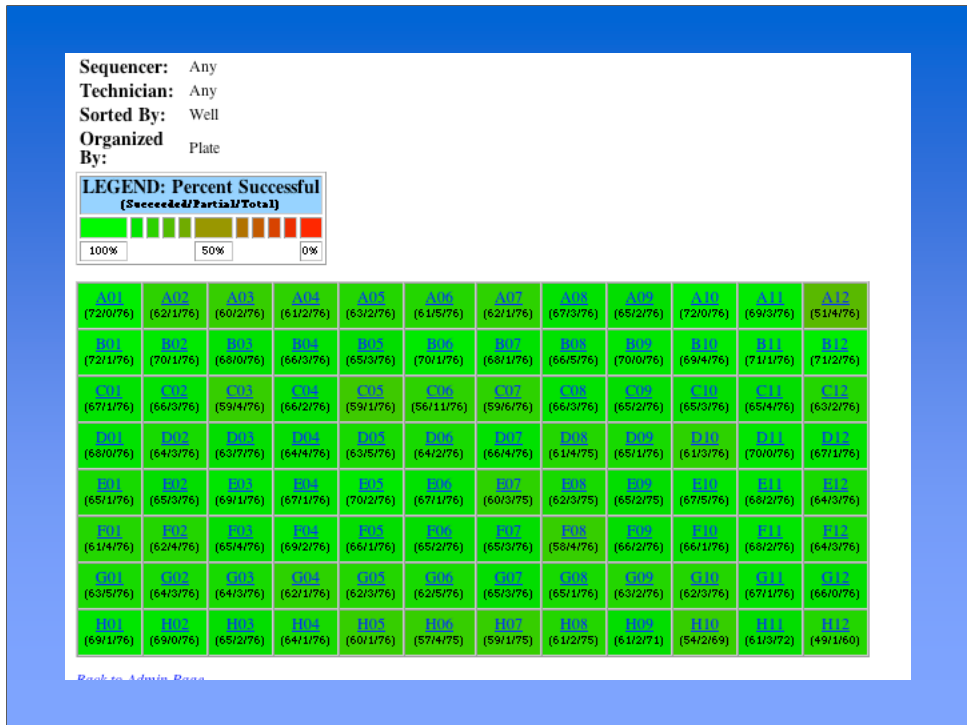 Sequencer: Any
Technician: Any
Sorted By: Well
Organized By: Plate
LEGEND: Percent Successful
(Succeeded/Partial/Total)
100% 50% 0%
A01 A02 A03 A04 A05 A06 A07 A08 A09 A10 A11 A12
(72/0/76) (62/1/76) (60/2/76) (61/2/76) (63/2/76) (61/5/76) (62/1/76) (67/3/76) (65/2/76) (72/0/76) (69/3/76) (51/4/76)
B01 B02 B03 B04 B05 B06 B07 B08 B09 B10 B11 B12
(72/1/76) (70/1/76) (68/0/76) (66/3/76) (65/3/76) (70/1/76) (68/1/76) (66/5/76) (70/0/76) (69/4/76) (71/1/76) (71/2/76)
C01 C02 C03 C04 C05 C06 C07 C08 C09 C10 C11 C12
(67/1/76) (66/3/76) (59/4/76) (66/2/76) (59/1/76) (56/11/76) (59/6/76) (66/3/76) (65/2/76) (65/3/76) (65/4/76) (63/2/76)
D01 D02 D03 D04 D05 D06 D07 D08 D09 D10 D11 D12
(68/0/76) (64/3/76) (63/7/76) (64/4/76) (63/5/76) (64/2/76) (66/4/76) (61/4/75) (65/1/76) (61/3/76) (70/0/76) (67/1/76)
E01 E02 E03 E04 E05 E06 E07 E08 E09 E10 E11 E12
(65/1/76) (65/3/76) (69/1/76) (67/1/76) (70/2/76) (67/1/76) (60/3/75) (62/3/75) (65/2/75) (67/5/76) (68/2/76) (64/3/76)
F01 F02 F03 F04 F05 F06 F07 F08 F09 F10 F11 F12
(61/4/76) (62/4/76) (65/4/76) (69/2/76) (66/1/76) (65/2/76) (65/3/76) (58/4/76) (66/2/76) (66/1/76) (68/2/76) (64/3/76)
G01 G02 G03 G04 G05 G06 G07 G08 G09 G10 G11 G12
(63/5/76) (64/3/76) (64/3/76) (62/1/76) (62/3/76) (62/5/76) (65/3/76) (65/1/76) (63/2/76) (62/3/76) (67/1/76) (66/0/76)
H01 H02 H03 H04 H05 H06 H07 H08 H09 H10 H11 H12
(69/1/76) (69/0/76) (65/2/76) (64/1/76) (60/1/76) (57/4/75) (59/1/75) (61/2/75) (61/2/71) (54/2/69) (61/3/72) (49/1/60)
Back to Admin Page